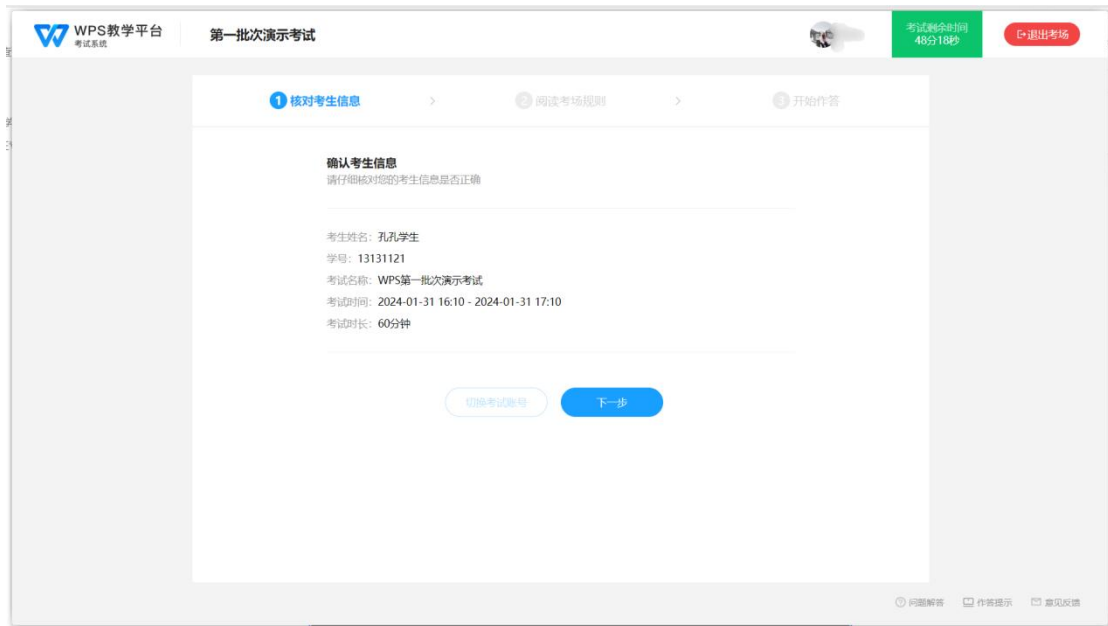 WPS教学平台
考试系统
第一批次演示考试
考试剩余时间
48分18秒
退出考场
1 核对考生信息
2 阅读考场规则
3 开始作答
确认考生信息
请仔细核对您的考生信息是否正确
考生姓名：孔孔学生
学号：13131121
考试名称：WPS第一批次演示考试
考试时间：2024-01-31 16:10 - 2024-01-31 17:10
考试时长：60分钟
切换考试账号
下一步
问题解答
作答提示
意见反馈